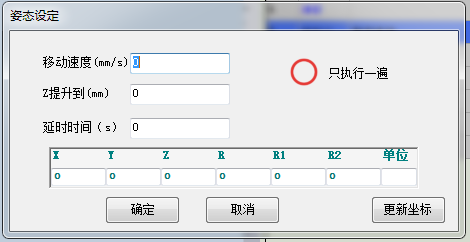 姿态设定
移动速度(mm/s) 0
只执行一遍
Z提升到(mm) 0
延时时间(s) 0
X Y Z R R1 R2 单位
0 0 0 0 0 0
确定 取消 更新坐标